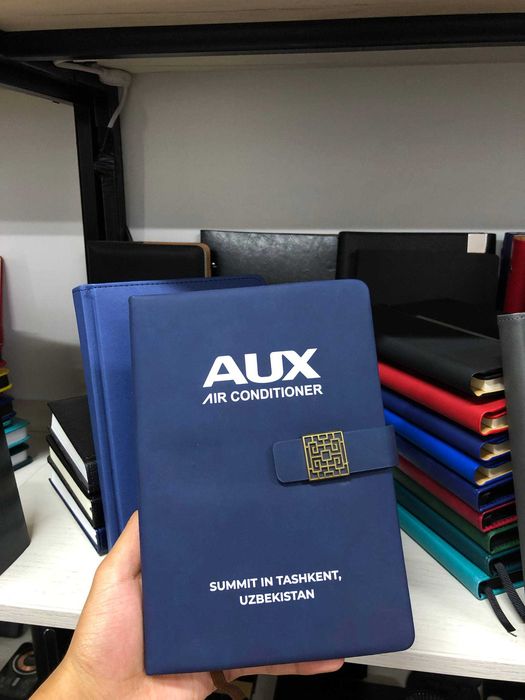 AUX
AIR CONDITIONER
SUMMIT IN TASHKENT,
UZBEKISTAN